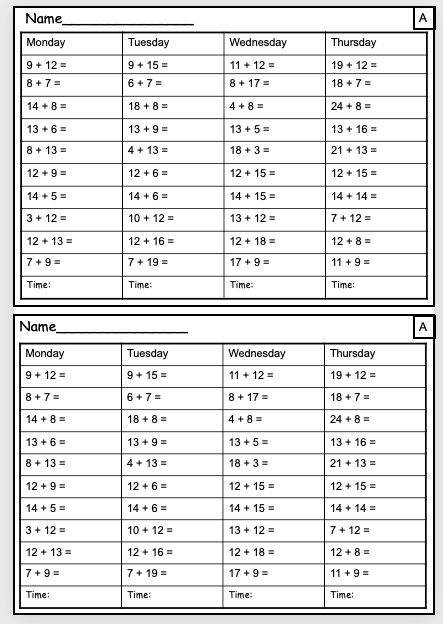 Name________________ A
Monday Tuesday Wednesday Thursday
9 + 12 = 9 + 15 = 11 + 12 = 19 + 12 =
8 + 7 = 6 + 7 = 8 + 17 = 18 + 7 =
14 + 8 = 18 + 8 = 4 + 8 = 24 + 8 =
13 + 6 = 13 + 9 = 13 + 5 = 13 + 16 =
8 + 13 = 4 + 13 = 18 + 3 = 21 + 13 =
12 + 9 = 12 + 6 = 12 + 15 = 12 + 15 =
14 + 5 = 14 + 6 = 14 + 15 = 14 + 14 =
3 + 12 = 10 + 12 = 13 + 12 = 7 + 12 =
12 + 13 = 12 + 16 = 12 + 18 = 12 + 8 =
7 + 9 = 7 + 19 = 17 + 9 = 11 + 9 =
Time: Time: Time: Time:
Name________________ A
Monday Tuesday Wednesday Thursday
9 + 12 = 9 + 15 = 11 + 12 = 19 + 12 =
8 + 7 = 6 + 7 = 8 + 17 = 18 + 7 =
14 + 8 = 18 + 8 = 4 + 8 = 24 + 8 =
13 + 6 = 13 + 9 = 13 + 5 = 13 + 16 =
8 + 13 = 4 + 13 = 18 + 3 = 21 + 13 =
12 + 9 = 12 + 6 = 12 + 15 = 12 + 15 =
14 + 5 = 14 + 6 = 14 + 15 = 14 + 14 =
3 + 12 = 10 + 12 = 13 + 12 = 7 + 12 =
12 + 13 = 12 + 16 = 12 + 18 = 12 + 8 =
7 + 9 = 7 + 19 = 17 + 9 = 11 + 9 =
Time: Time: Time: Time: